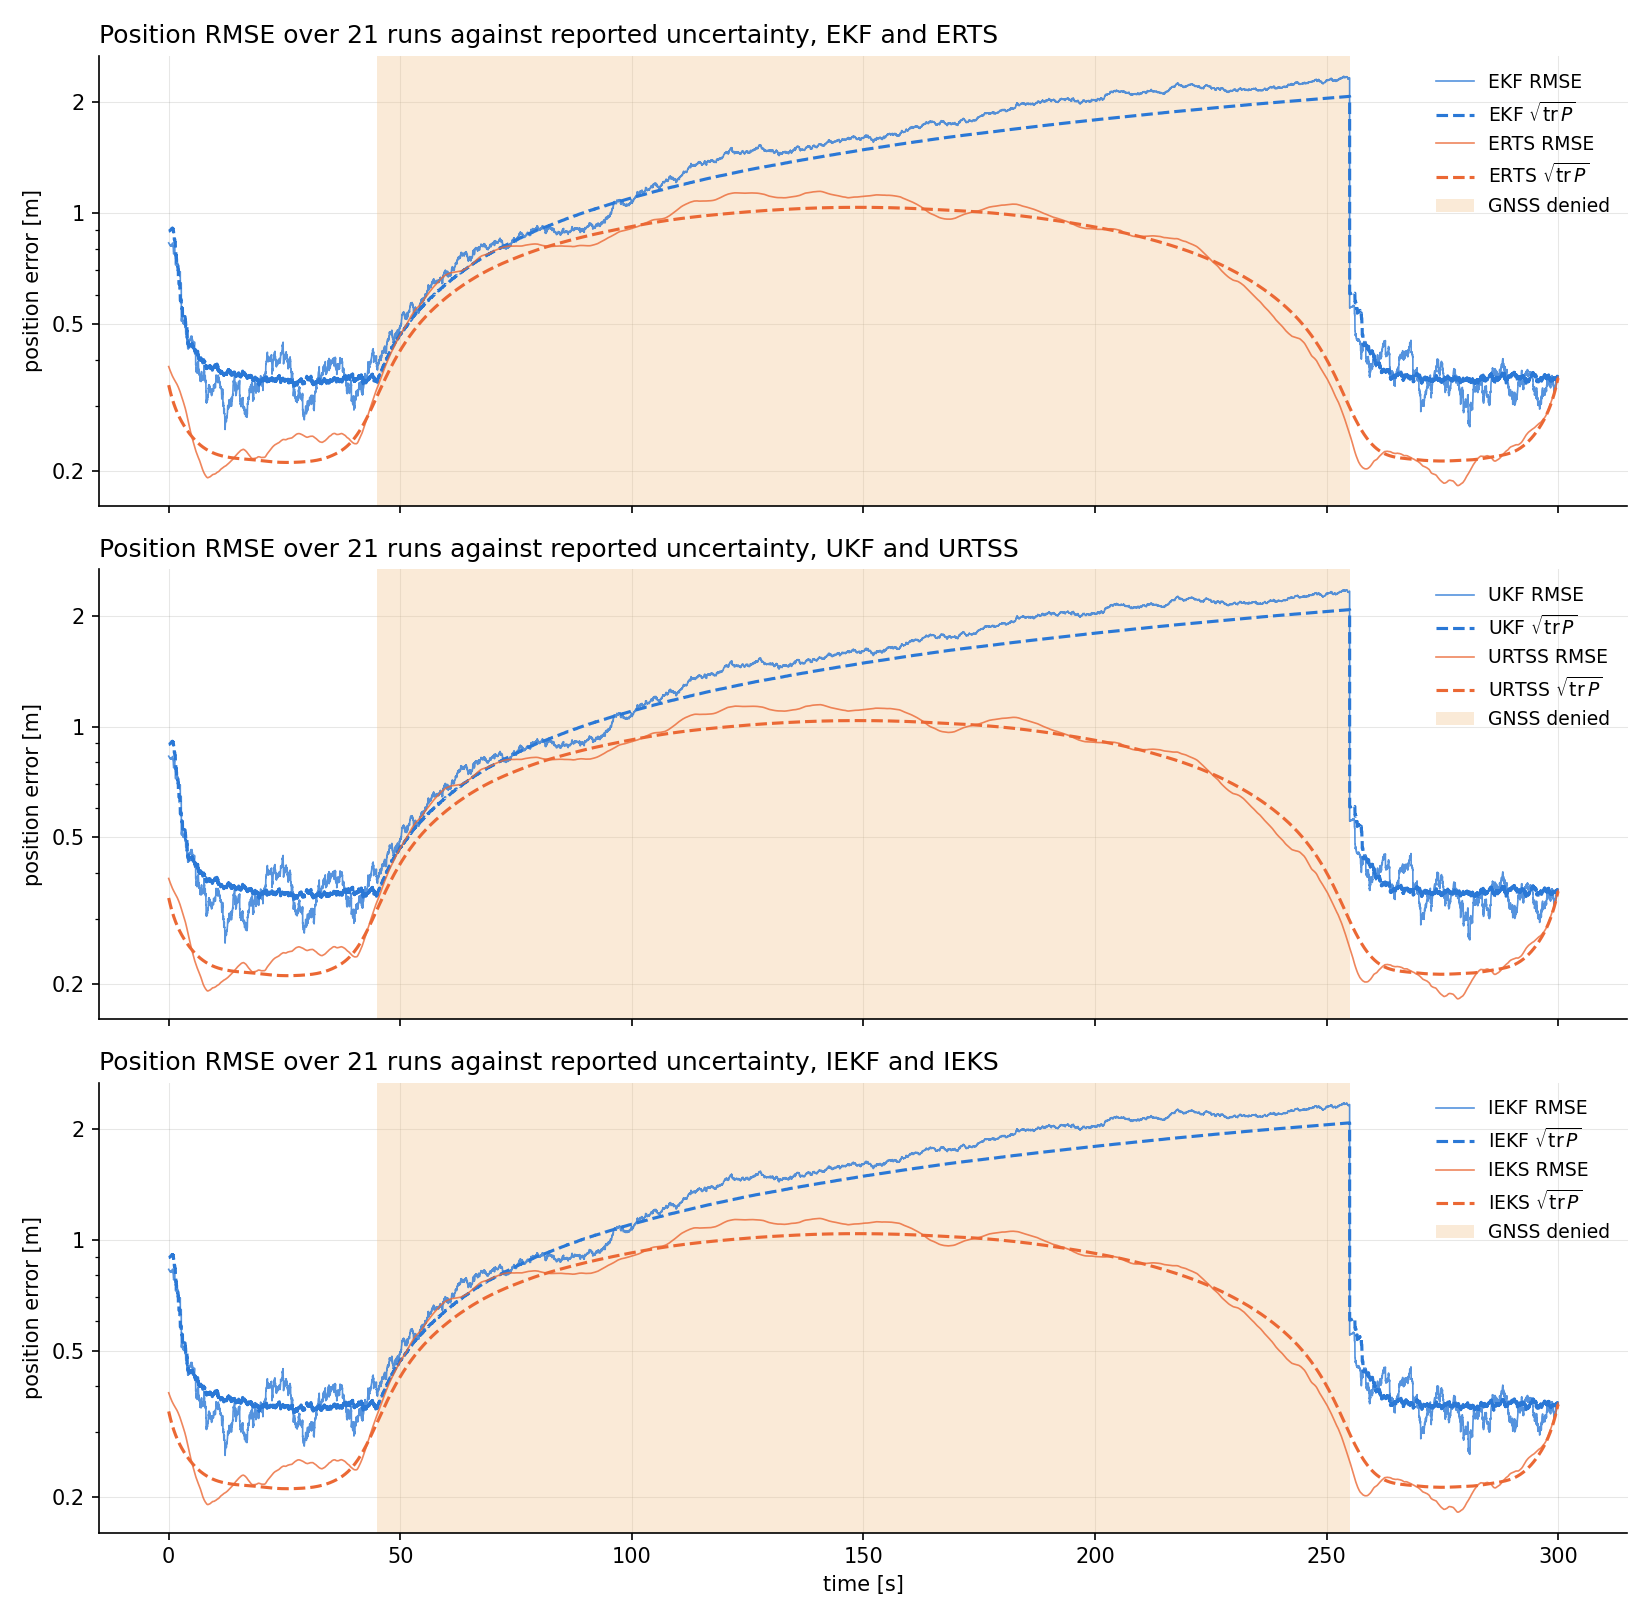 Position RMSE over 21 runs against reported uncertainty, EKF and ERTS
position error [m]
2
1
0.5
0.2
EKF RMSE
EKF √tr P
ERTS RMSE
ERTS √tr P
GNSS denied
Position RMSE over 21 runs against reported uncertainty, UKF and URTSS
position error [m]
2
1
0.5
0.2
UKF RMSE
UKF √tr P
URTSS RMSE
URTSS √tr P
GNSS denied
Position RMSE over 21 runs against reported uncertainty, IEKF and IEKS
position error [m]
2
1
0.5
0.2
IEKF RMSE
IEKF √tr P
IEKS RMSE
IEKS √tr P
GNSS denied
0 50 100 150 200 250 300
time [s]